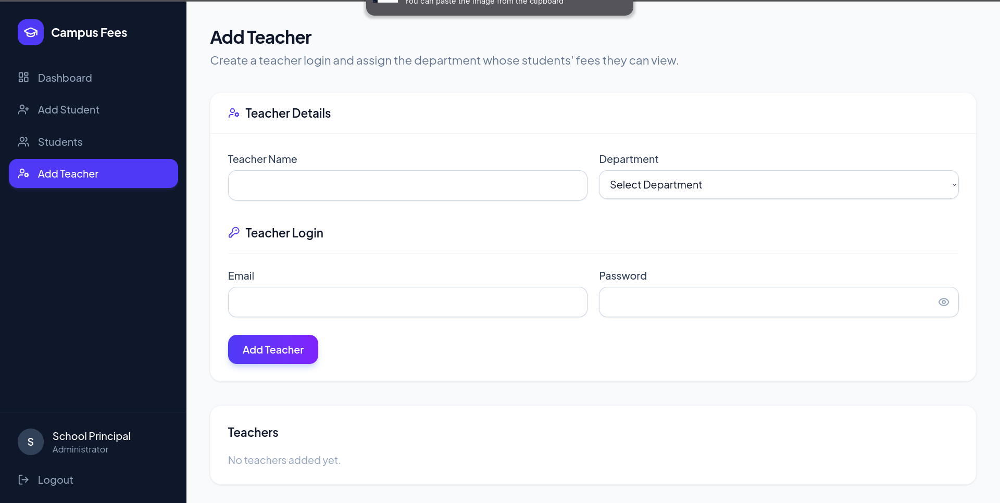 You can paste the image from the clipboard
Campus Fees
Dashboard
Add Student
Students
Add Teacher
S
School Principal
Administrator
Logout
Add Teacher
Create a teacher login and assign the department whose students' fees they can view.
Teacher Details
Teacher Name
Department
Select Department
Teacher Login
Email
Password
Add Teacher
Teachers
No teachers added yet.